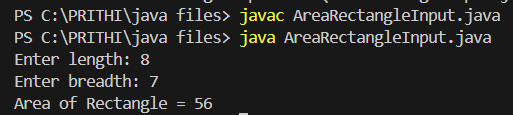 PS C:\PRITHI\java files> javac AreaRectangleInput.java
PS C:\PRITHI\java files> java AreaRectangleInput.java
Enter length: 8
Enter breadth: 7
Area of Rectangle = 56